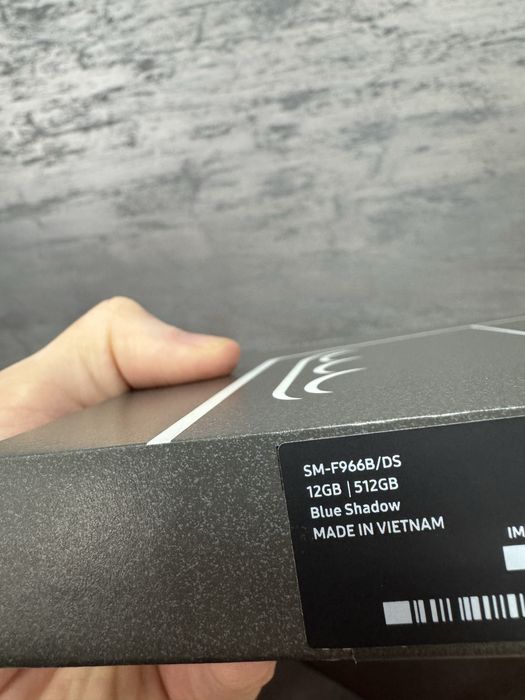 SM-F966B/DS
12GB | 512GB
Blue Shadow
MADE IN VIETNAM